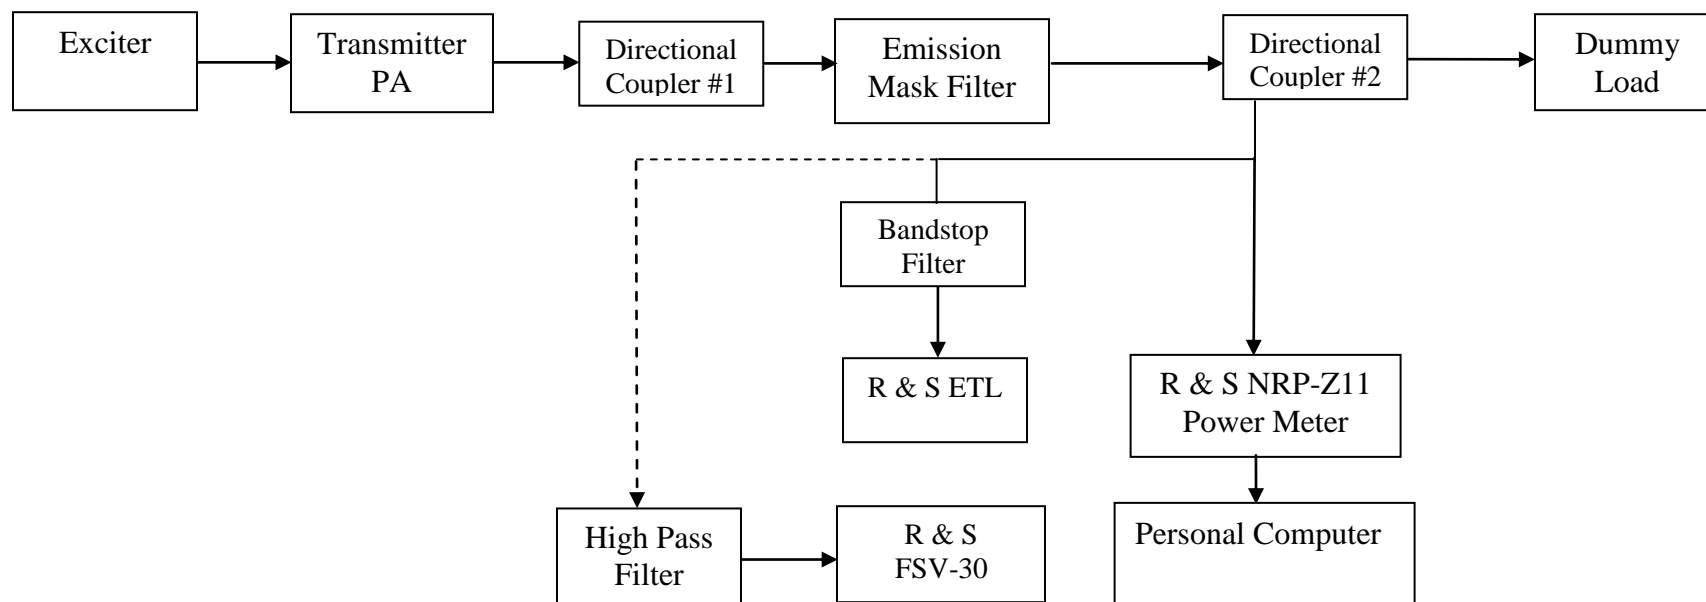 Exciter
Transmitter
PA
Directional
Coupler #1
Emission
Mask Filter
Directional
Coupler #2
Dummy
Load
Bandstop
Filter
R & S ETL
R & S NRP-Z11
Power Meter
High Pass
Filter
R & S
FSV-30
Personal Computer